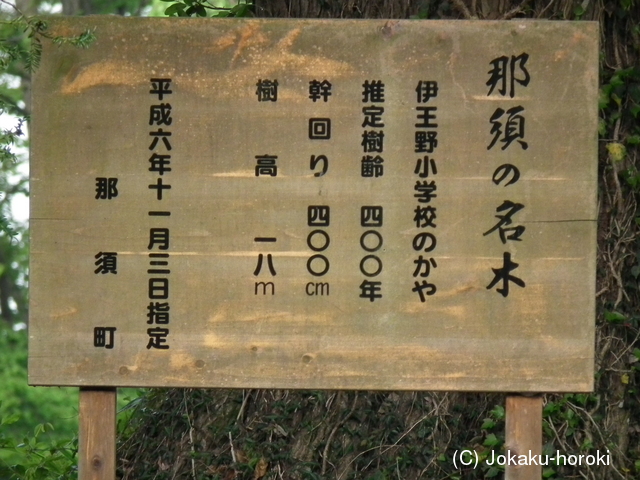 那須の名木
伊王野小学校のかや
推定樹齢 四〇〇年
幹回り 四〇〇cm
樹高 一八m
平成六年十一月三日指定
那須町
(C) Jokaku-horoki